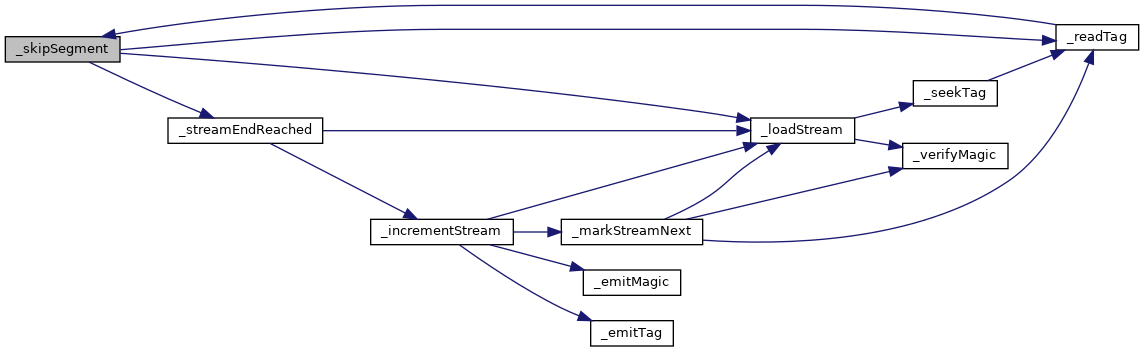 _readTag
_skipSegment
_seekTag
_streamEndReached
_loadStream
_verifyMagic
_incrementStream
_markStreamNext
_emitMagic
_emitTag